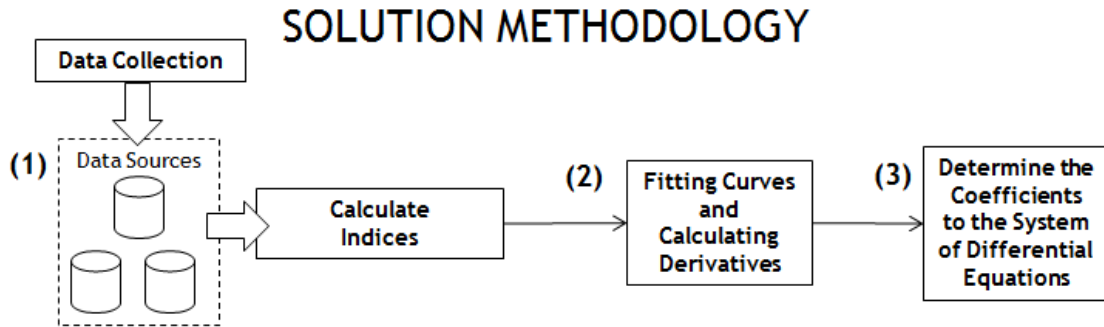 SOLUTION METHODOLOGY
Data Collection
(1)
Data Sources
Calculate
Indices
(2)
Fitting Curves
and
Calculating
Derivatives
(3)
Determine the
Coefficients
to the System
of Differential
Equations